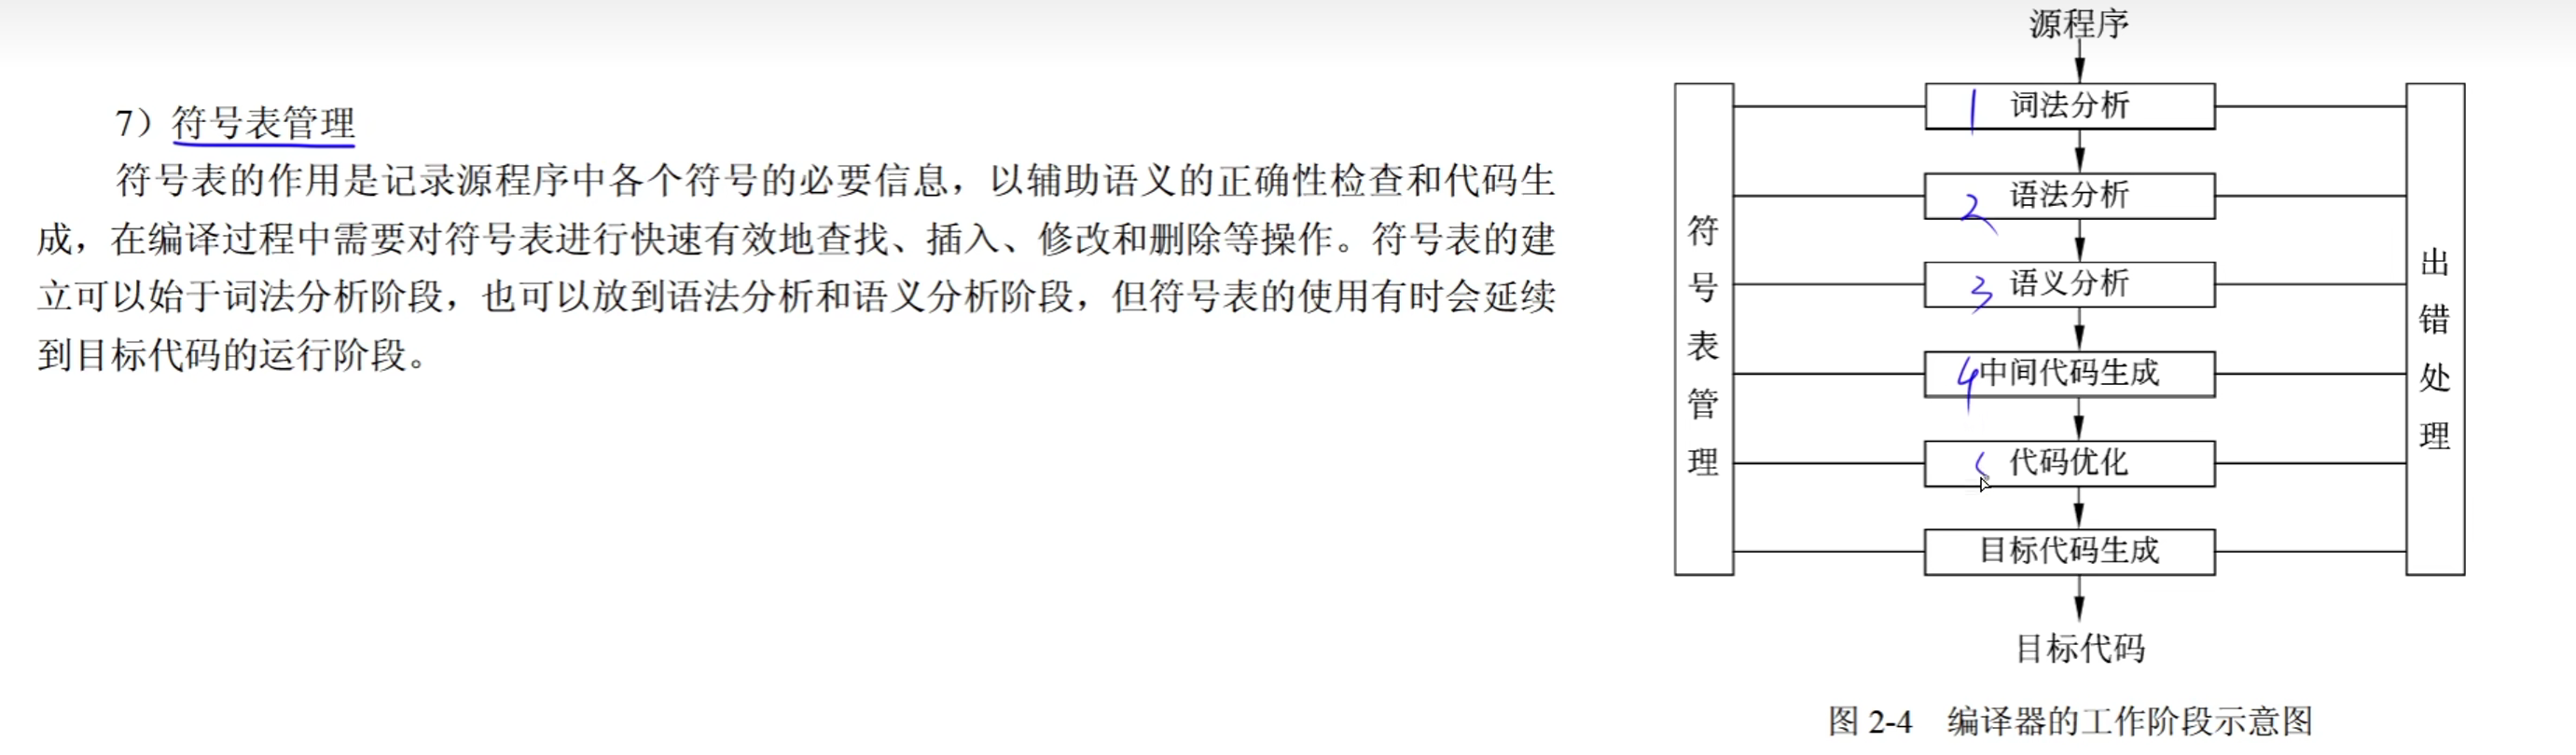 7）符号表管理
符号表的作用是记录源程序中各个符号的必要信息，以辅助语义的正确性检查和代码生
成，在编译过程中需要对符号表进行快速有效地查找、插入、修改和删除等操作。符号表的建
立可以始于词法分析阶段，也可以放到语法分析和语义分析阶段，但符号表的使用有时会延续
到目标代码的运行阶段。
源程序
符号表管理
1 词法分析
2 语法分析
3 语义分析
4 中间代码生成
代码优化
目标代码生成
出错处理
目标代码
图 2-4 编译器的工作阶段示意图